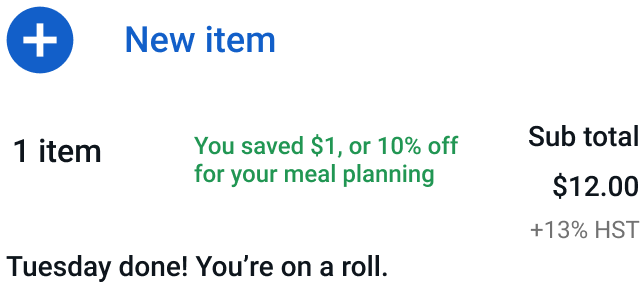 New item
1 item
You saved $1, or 10% off
for your meal planning
Sub total
$12.00
+13% HST
Tuesday done! You’re on a roll.